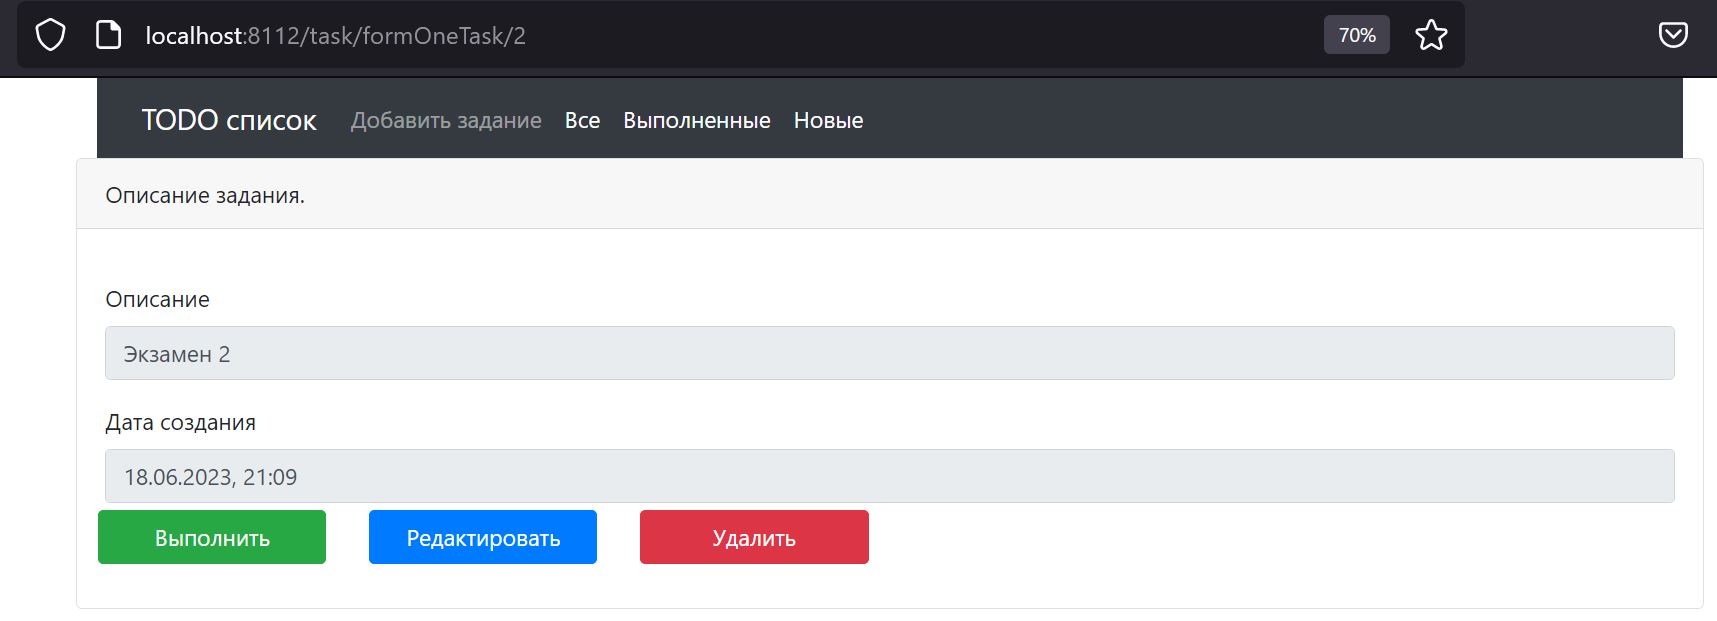 localhost:8112/task/formOneTask/2 70%
TODO список Добавить задание Все Выполненные Новые
Описание задания.
Описание
Экзамен 2
Дата создания
18.06.2023, 21:09
Выполнить Редактировать Удалить